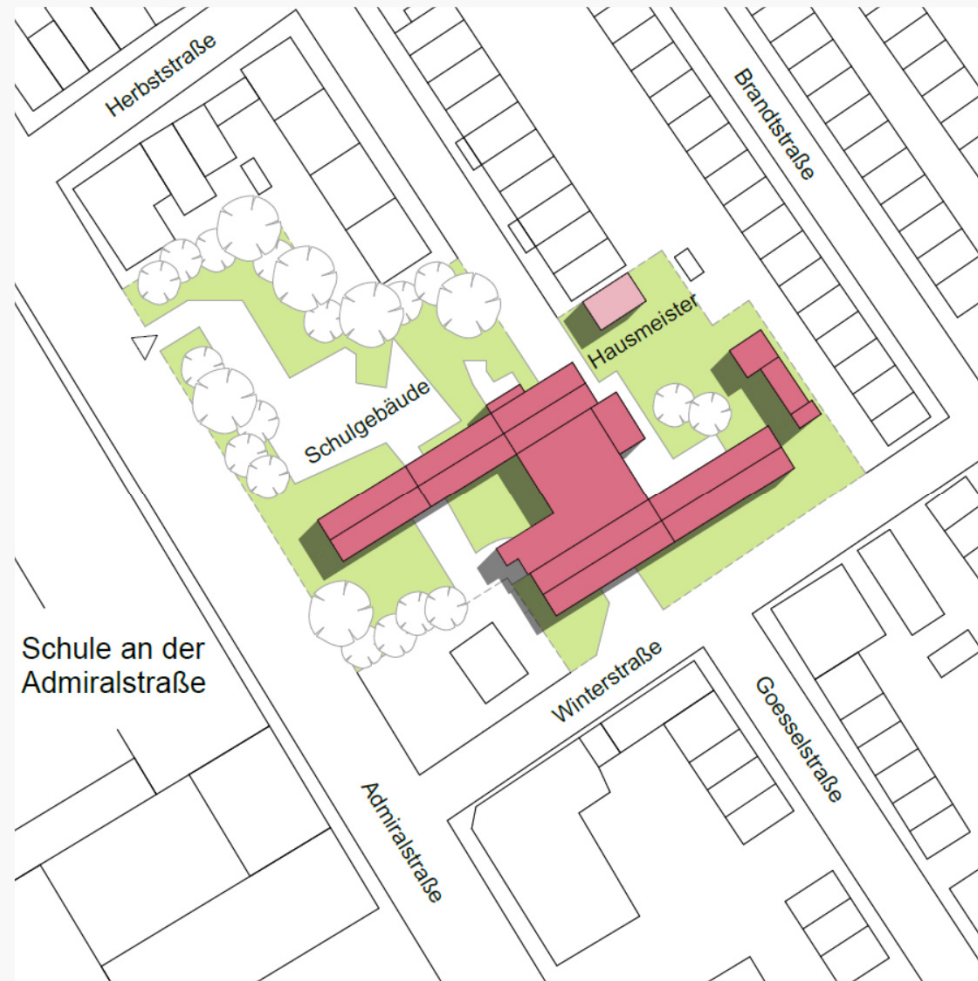 Herbststraße
Brandtstraße
Hausmeister
Schulgebäude
Schule an der
Admiralstraße
Winterstraße
Goesselstraße
Admiralstraße